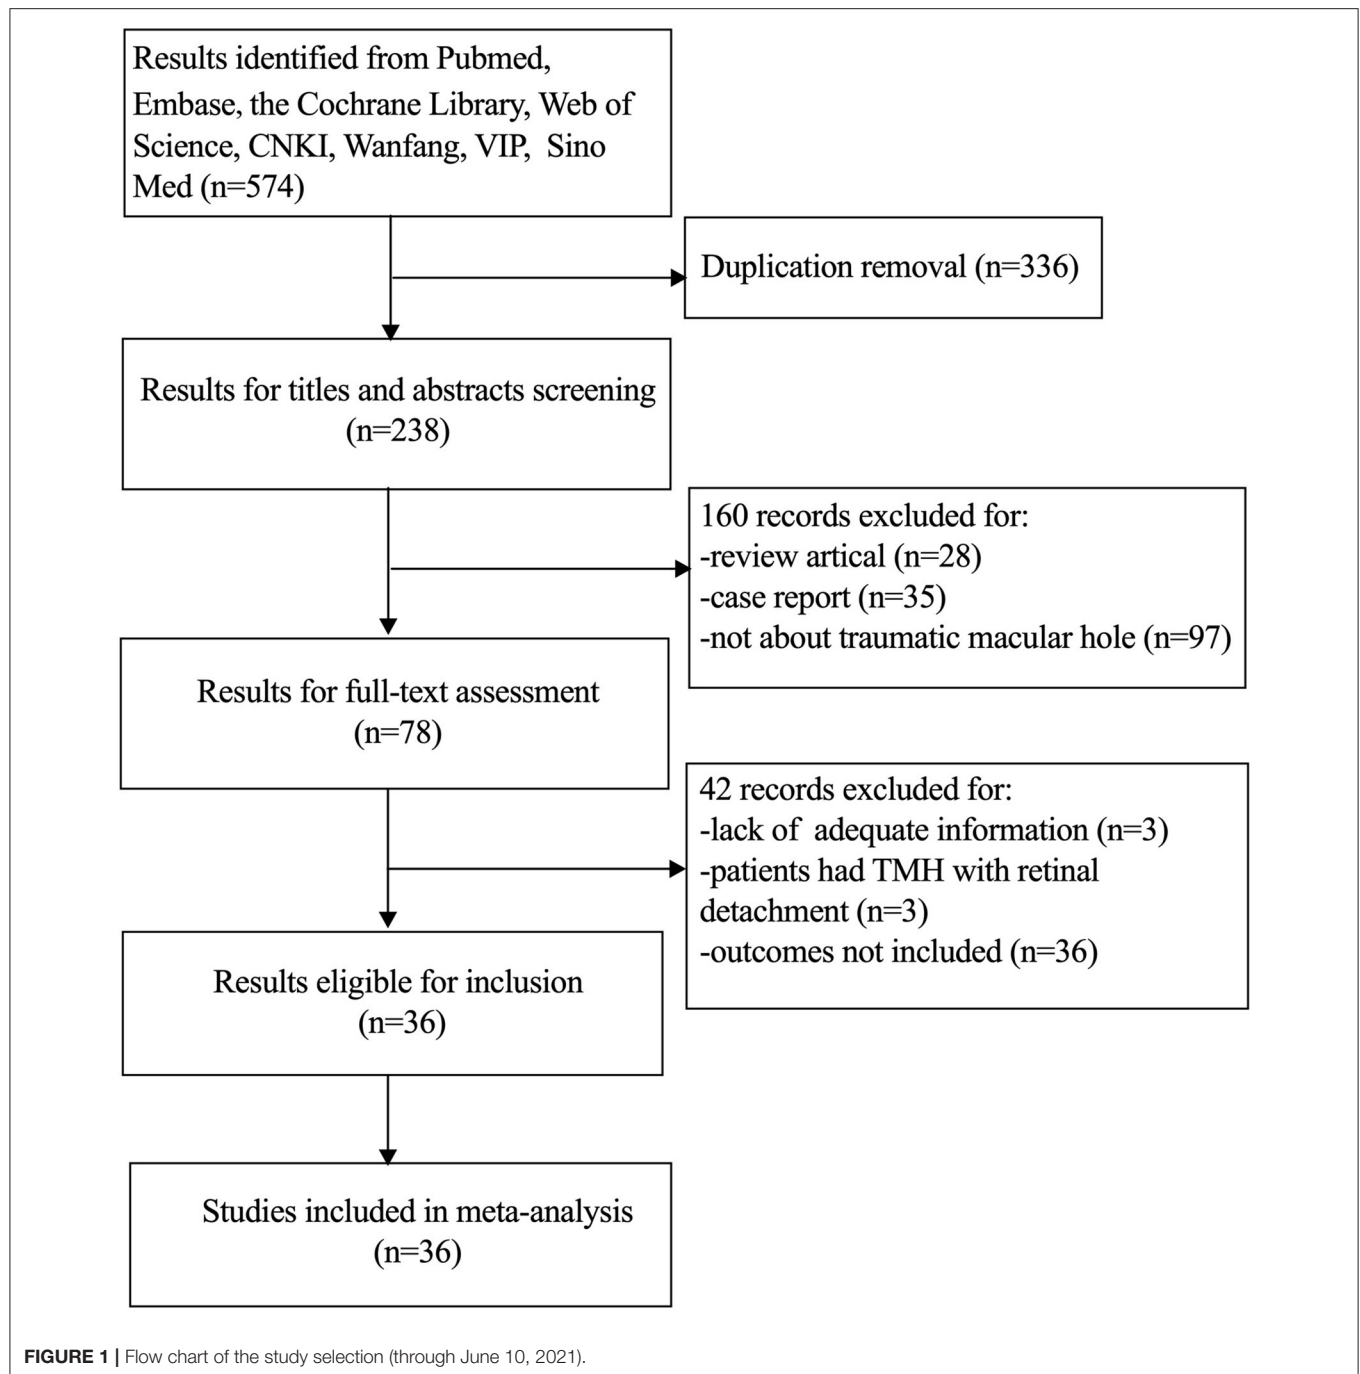 Results identified from Pubmed,
Embase, the Cochrane Library, Web of
Science, CNKI, Wanfang, VIP, Sino
Med (n=574)
Duplication removal (n=336)
Results for titles and abstracts screening
(n=238)
160 records excluded for:
-review artical (n=28)
-case report (n=35)
-not about traumatic macular hole (n=97)
Results for full-text assessment
(n=78)
42 records excluded for:
-lack of adequate information (n=3)
-patients had TMH with retinal
detachment (n=3)
-outcomes not included (n=36)
Results eligible for inclusion
(n=36)
Studies included in meta-analysis
(n=36)
FIGURE 1 | Flow chart of the study selection (through June 10, 2021).